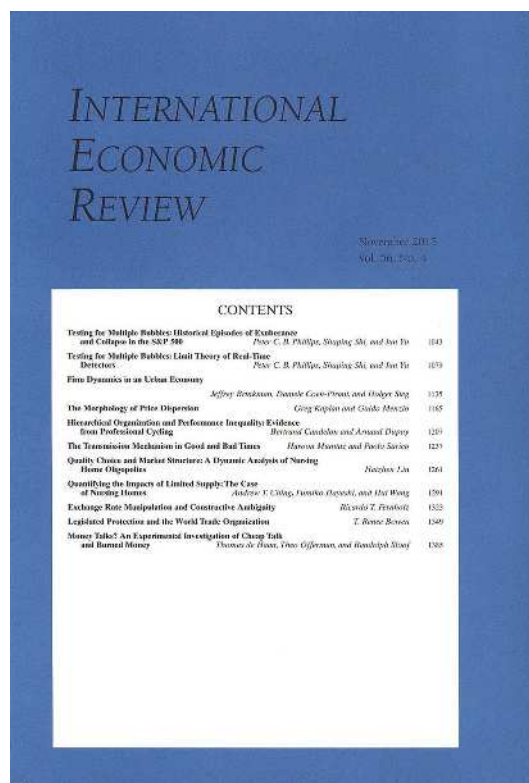 INTERNATIONAL
ECONOMIC
REVIEW
November 2015
Vol. 56, No. 4
CONTENTS
Testing for Multiple Bubbles: Historical Episodes of Exuberance
and Collapse in the S&P 500 Peter C. B. Phillips, Shuping Shi, and Jun Yu 1043
Testing for Multiple Bubbles: Limit Theory of Real-Time
Detectors Peter C. B. Phillips, Shuping Shi, and Jun Yu 1079
Firm Dynamics in an Urban Economy
Jeffrey Brinkman, Daniele Coen-Pirani, and Holger Sieg 1135
The Morphology of Price Dispersion Greg Kaplan and Guido Menzio 1165
Hierarchical Organization and Performance Inequality: Evidence
from Professional Cycling Bertrand Candelon and Arnaud Dupuy 1207
The Transmission Mechanism in Good and Bad Times Haroon Mumtaz and Paolo Surico 1237
Quality Choice and Market Structure: A Dynamic Analysis of Nursing
Home Oligopolies Haizhen Lin 1261
Quantifying the Impacts of Limited Supply: The Case
of Nursing Homes Andrew T. Ching, Fumiko Hayashi, and Hui Wang 1291
Exchange Rate Manipulation and Constructive Ambiguity Ricardo T. Fernholz 1323
Legislated Protection and the World Trade Organization T. Renee Bowen 1349
Money Talks? An Experimental Investigation of Cheap Talk
and Burned Money Thomas de Haan, Theo Offerman, and Randolph Sloof 1385